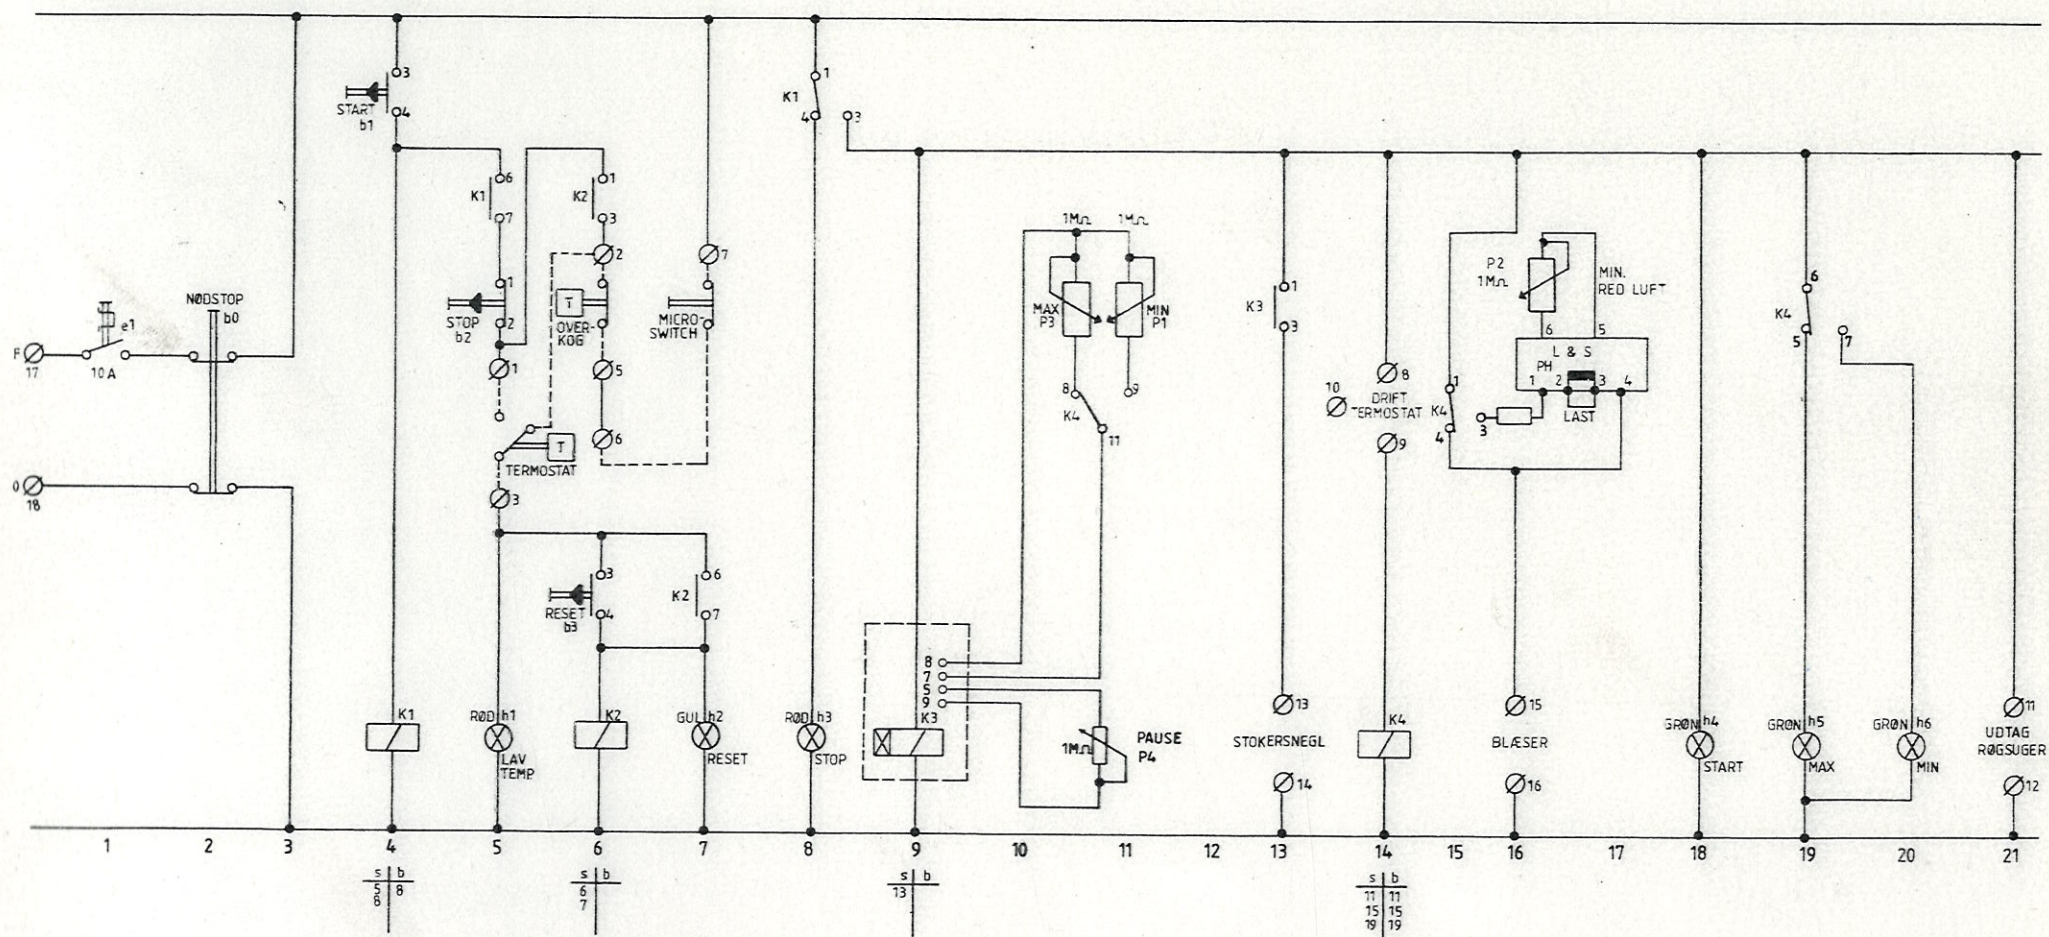 F
17
10 A
e1
NØDSTOP
b0
0
18
3
4
START
b1
K1
6
7
1
2
STOP
b2
1
TERMOSTAT
T
3
K2
1
3
2
T
OVER-
KOG
5
6
7
MICRO-
SWITCH
3
4
RESET
b3
K2
6
7
K1
RØD h1
LAV
TEMP
K2
GUL h2
RESET
K1
1
4
3
RØD h3
STOP
8
7
5
9
K3
1MΩ
1MΩ
MAX
P3
MIN
P1
8
9
K4
11
1MΩ
PAUSE
P4
K3
1
3
13
STOKERSNEGL
14
10
8
DRIFT
TERMOSTAT
9
K4
P2
1MΩ
MIN.
RED LUFT
6
5
L & S
PH
1
2
3
4
LAST
1
K4
4
3
15
BLÆSER
16
GRØN h4
START
6
K4
5
7
GRØN h5
MAX
GRØN h6
MIN
11
UDTAG
RØGSUGER
12
1 2 3 4 5 6 7 8 9 10 11 12 13 14 15 16 17 18 19 20 21
s b
5 8
8
s b
6
7
s b
13
s b
11 11
15 15
19 19